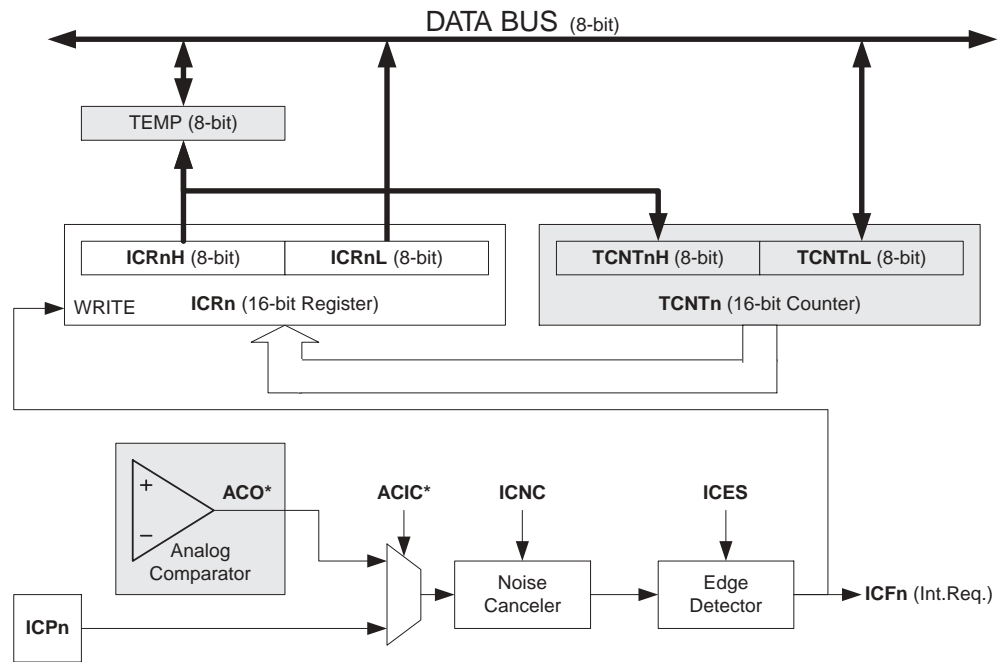 DATA BUS (8-bit)
TEMP (8-bit)
ICRnH (8-bit) ICRnL (8-bit)
TCNTnH (8-bit) TCNTnL (8-bit)
WRITE ICRn (16-bit Register)
TCNTn (16-bit Counter)
+
−
ACO*
Analog
Comparator
ACIC*
ICNC
ICES
Noise
Canceler
Edge
Detector
ICFn (Int.Req.)
ICPn